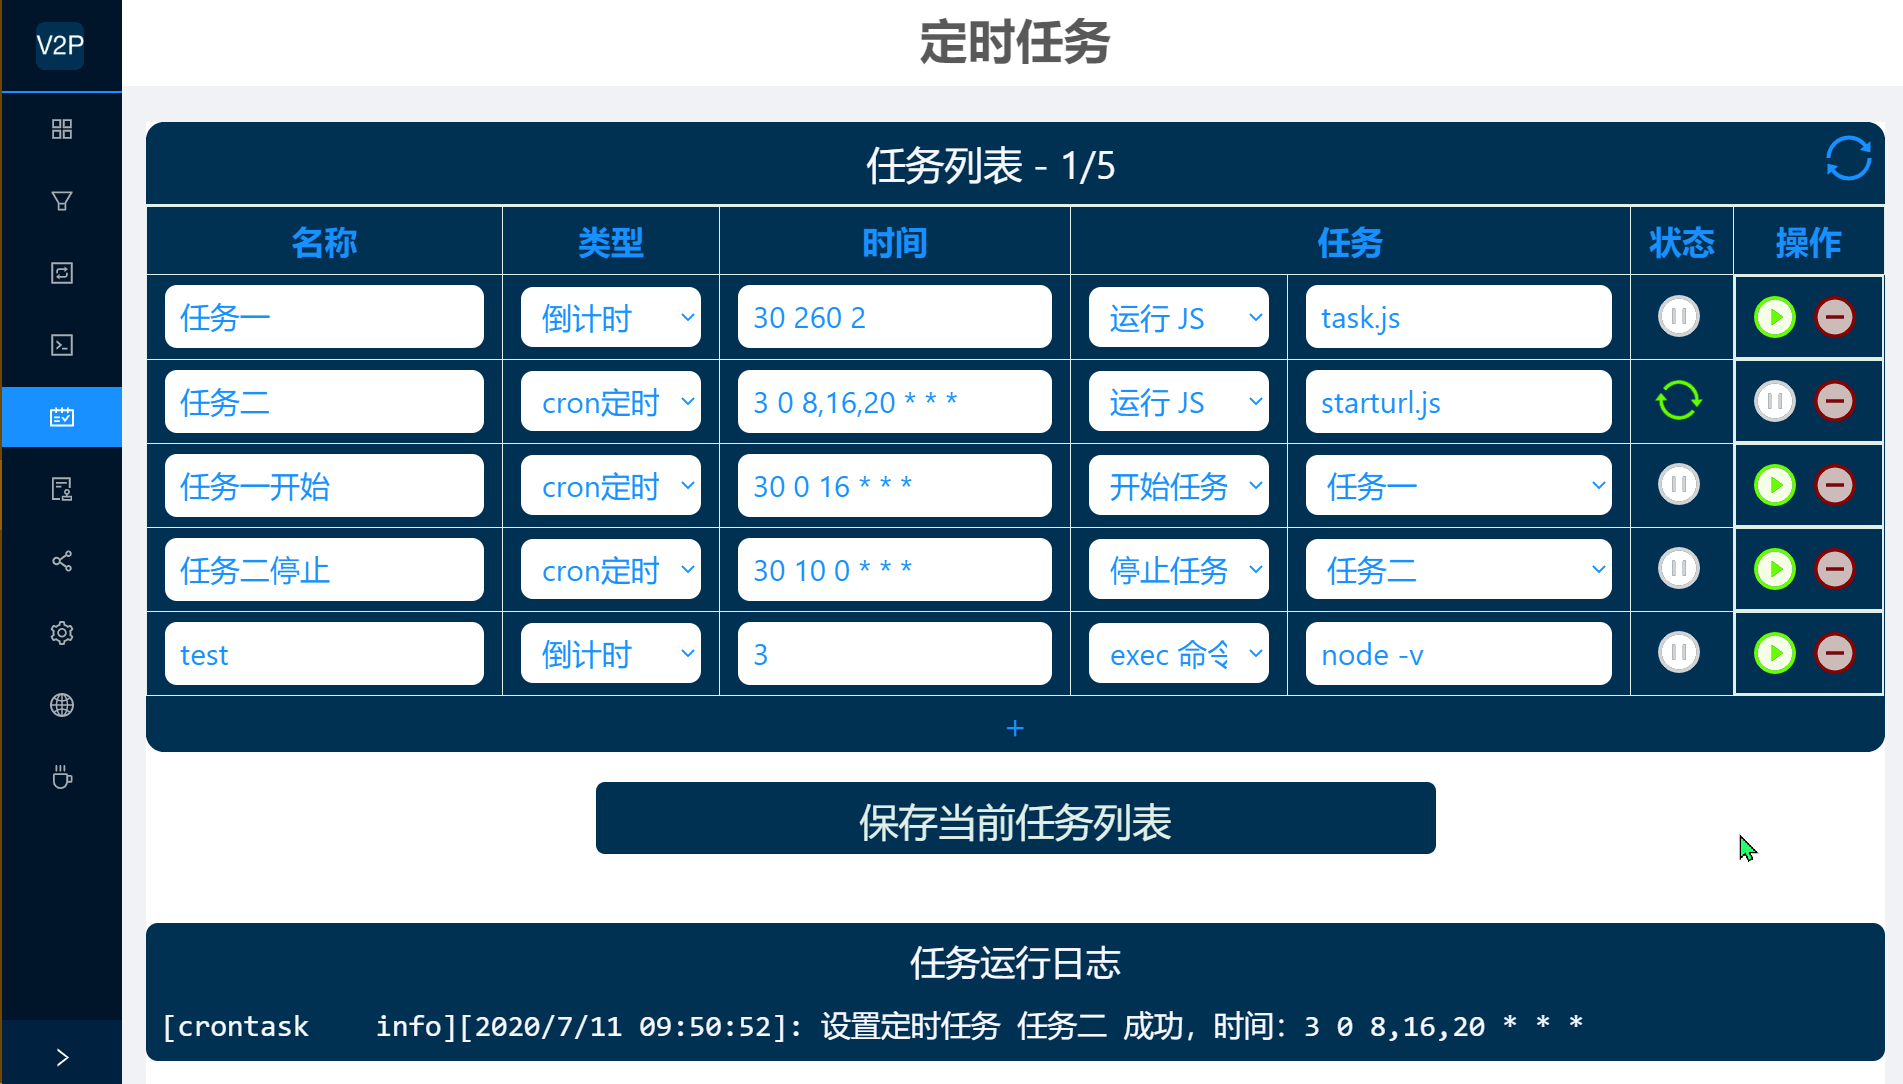 V2P
定时任务
任务列表 - 1/5
名称 类型 时间 任务 状态 操作
任务一 倒计时 30 260 2 运行 JS task.js
任务二 cron定时 3 0 8,16,20 * * * 运行 JS starturl.js
任务一开始 cron定时 30 0 16 * * * 开始任务 任务一
任务二停止 cron定时 30 10 0 * * * 停止任务 任务二
test 倒计时 3 exec 命令 node -v
+
保存当前任务列表
任务运行日志
[crontask    info][2020/7/11 09:50:52]: 设置定时任务 任务二 成功，时间：3 0 8,16,20 * * *